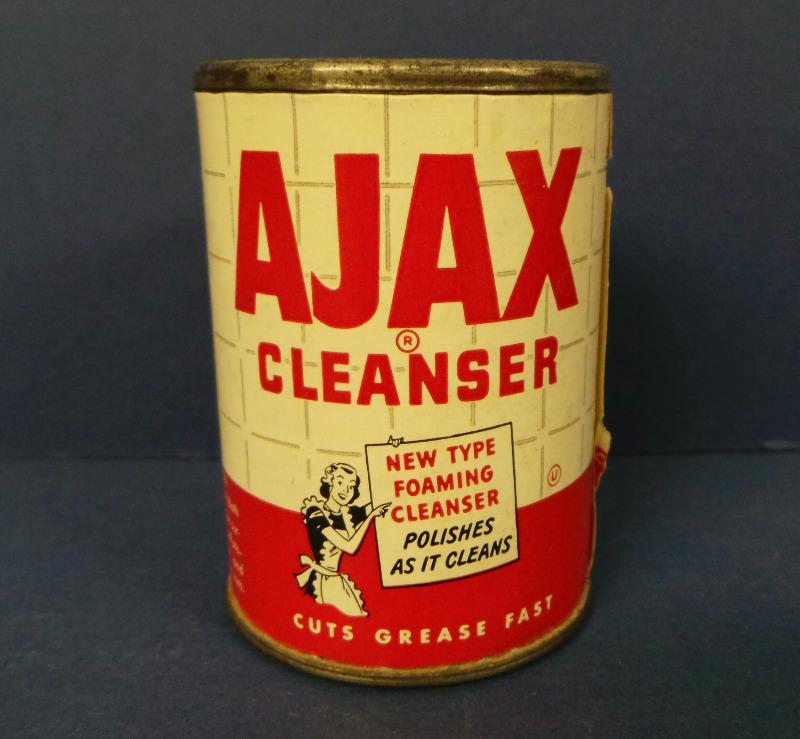 AJAX
®
CLEANSER
NEW TYPE
FOAMING
CLEANSER
POLISHES
AS IT CLEANS
Ⓤ
CUTS GREASE FAST